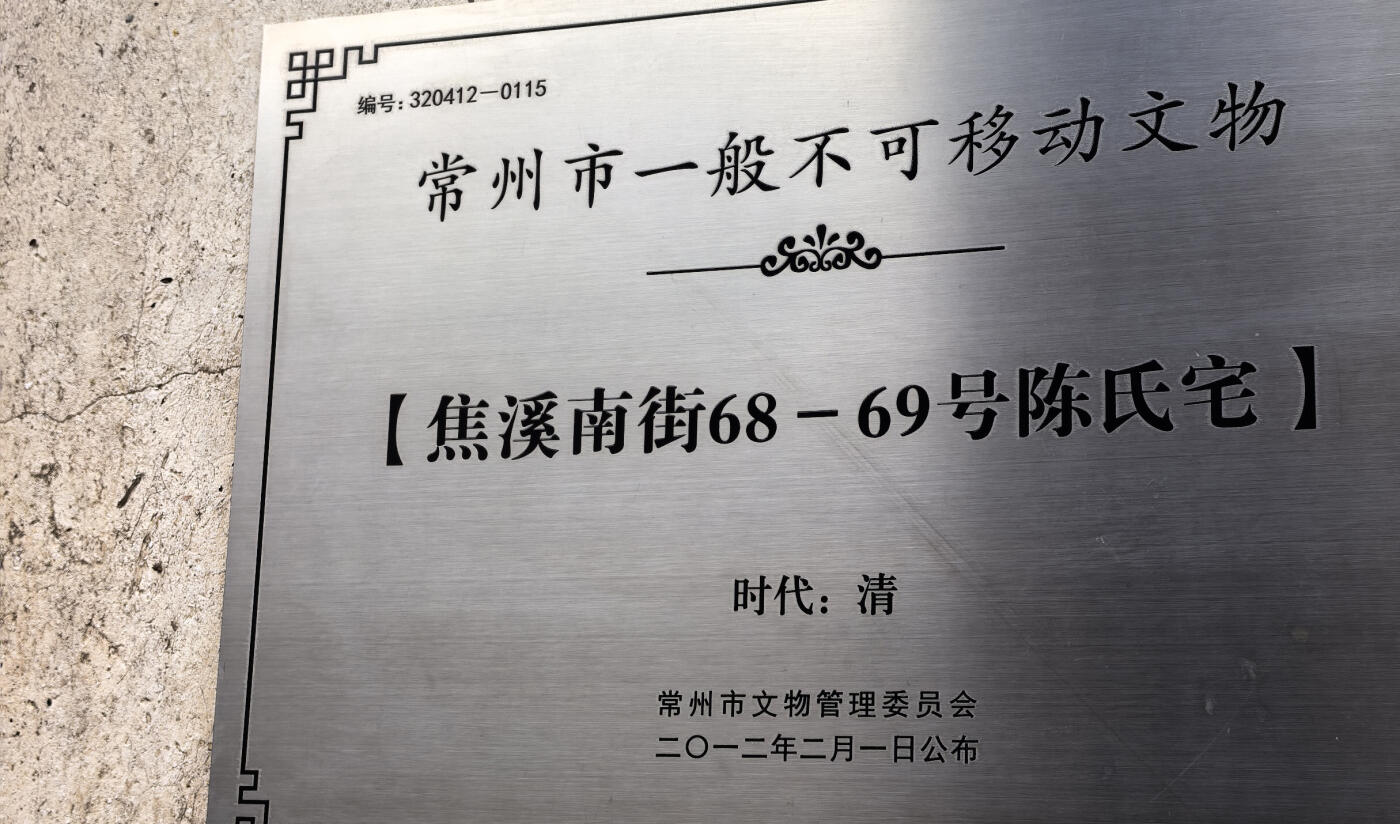 编号:320412-0115
常州市一般不可移动文物
【焦溪南街68-69号陈氏宅】
时代:清
常州市文物管理委员会
二〇一二年二月一日公布